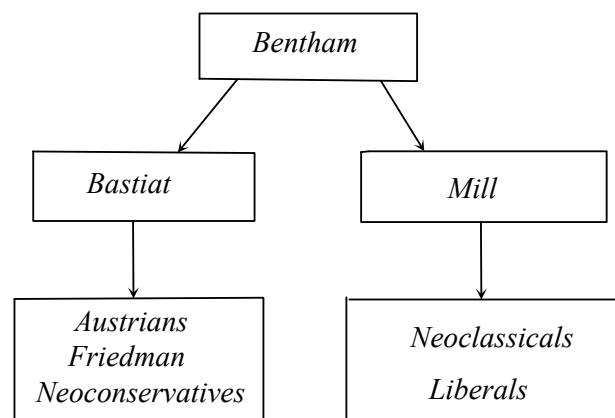 Bentham
Bastiat
Mill
Austrians
Friedman
Neoconservatives
Neoclassicals
Liberals